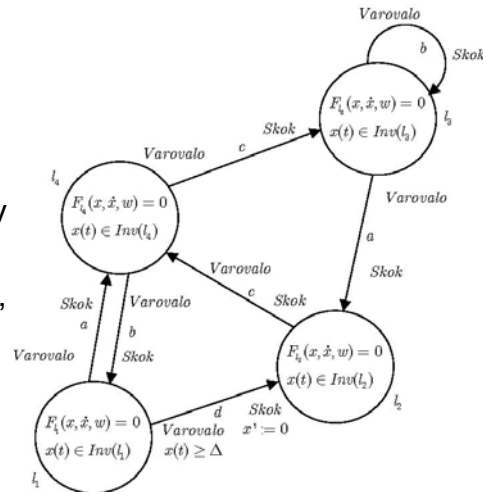 Varovalo
b
Skok
F_{l_3}(x, ẋ, w) = 0
x(t) ∈ Inv(l_3)
l_3
Skok
c
Varovalo
l_4
F_{l_4}(x, ẋ, w) = 0
x(t) ∈ Inv(l_4)
y
,
Varovalo
a
Skok
Varovalo
c
Skok
Skok
a
Varovalo
Varovalo
b
Skok
F_{l_2}(x, ẋ, w) = 0
x(t) ∈ Inv(l_2)
l_2
F_{l_1}(x, ẋ, w) = 0
x(t) ∈ Inv(l_1)
l_1
d
Varovalo
x(t) ≥ Δ
Skok
x' := 0